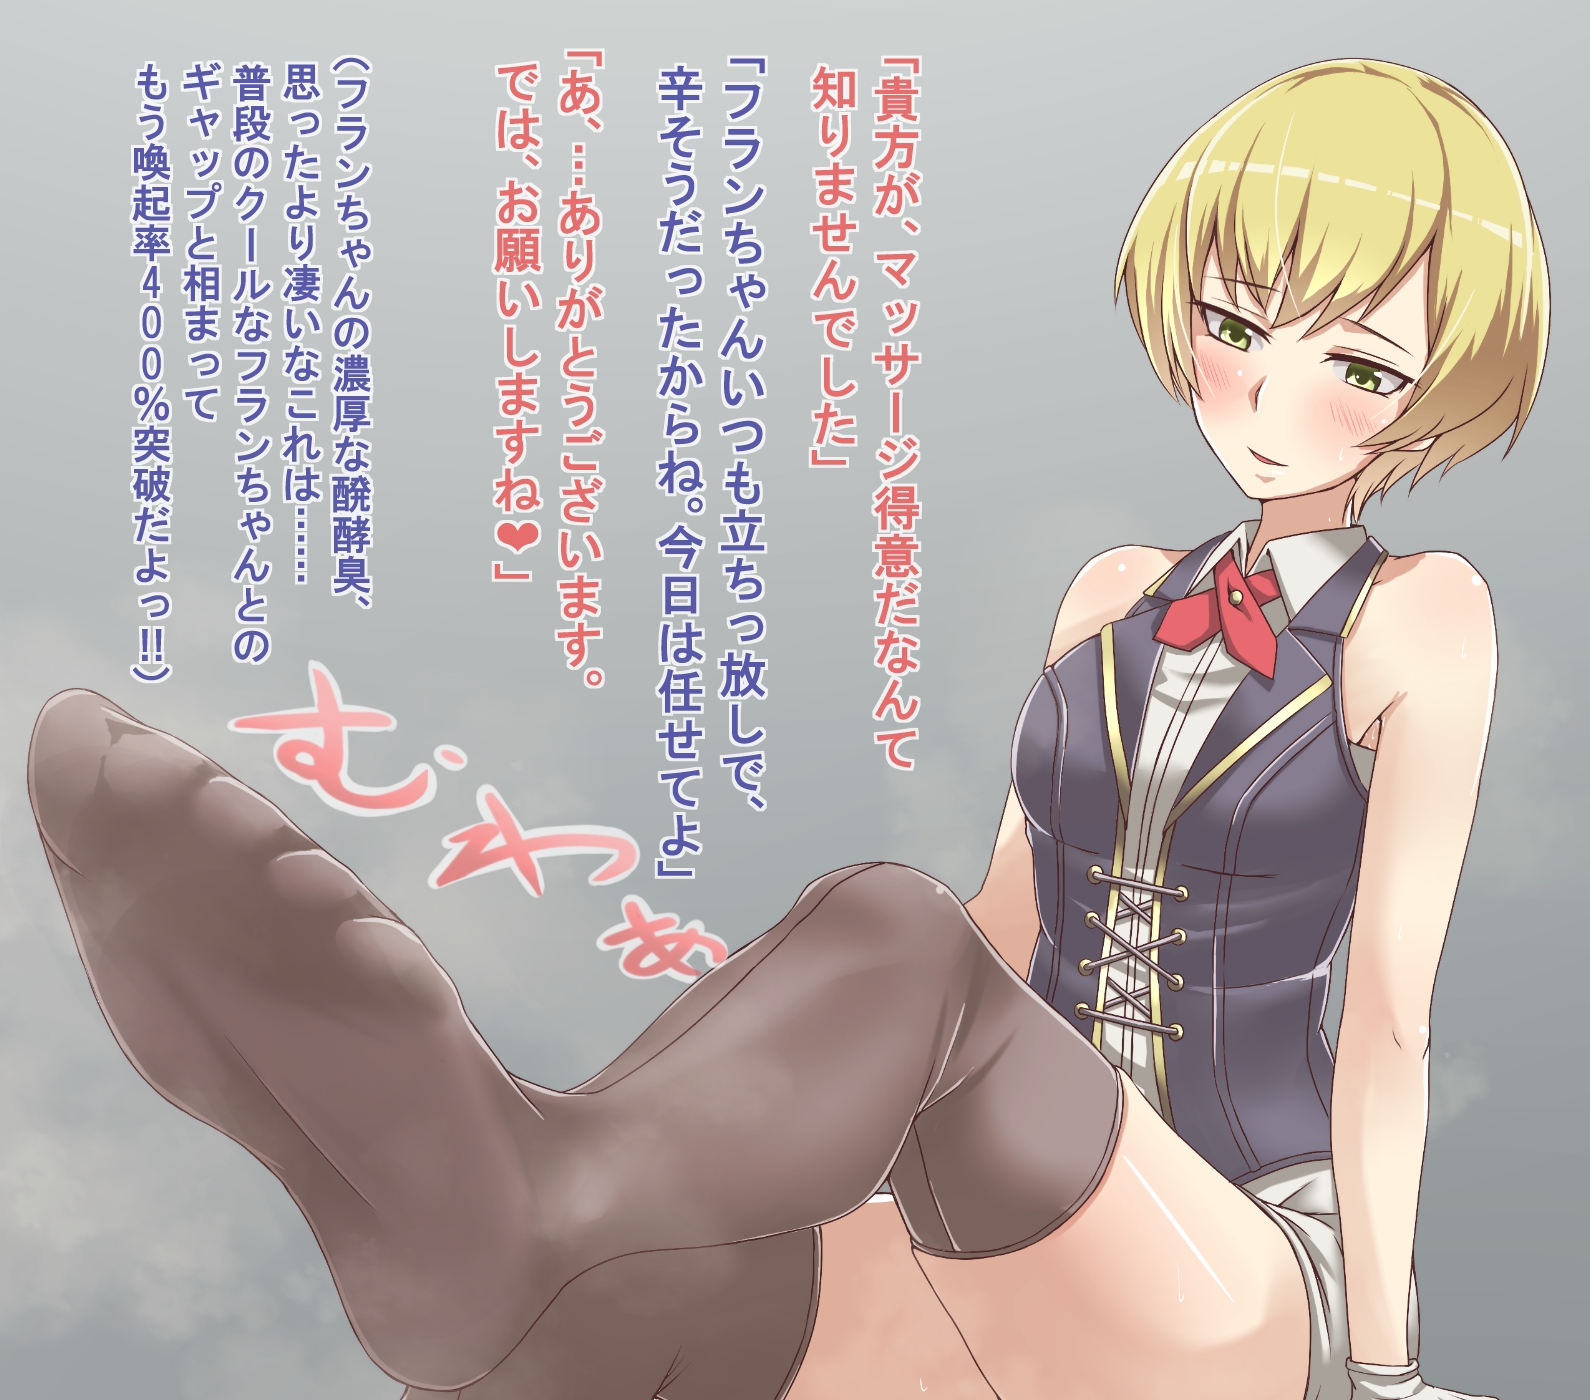 「貴方が、マッサージ得意だなんて
知りませんでした」
「フランちゃんいつも立ちっ放しで、
辛そうだったからね。今日は任せてよ」
「あ、…ありがとうございます。
では、お願いしますね❤」
（フランちゃんの濃厚な醗酵臭、
思ったより凄いなこれは……
普段のクールなフランちゃんとの
ギャップと相まって
もう喚起率400％突破だよっ!!）
むわぁ